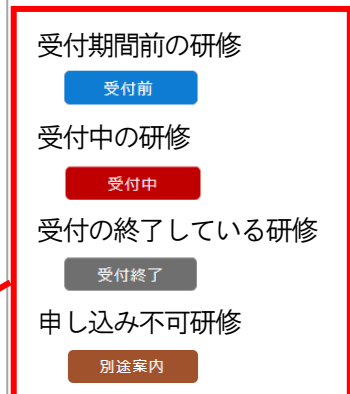 受付期間前の研修
受付前
受付中の研修
受付中
受付の終了している研修
受付終了
申し込み不可研修
別途案内